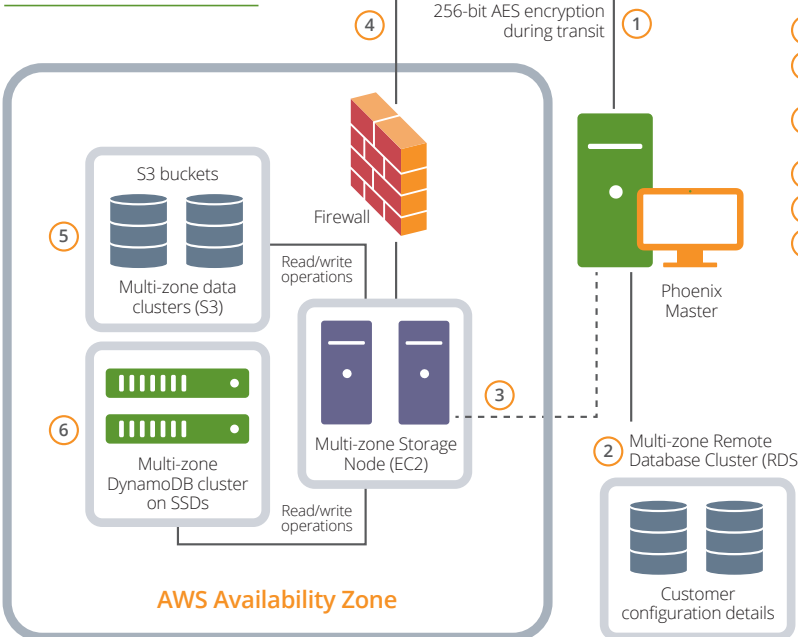 4
256-bit AES encryption
during transit
1
S3 buckets
5
Multi-zone data
clusters (S3)
Firewall
Read/write
operations
Phoenix
Master
3
6
Multi-zone
DynamoDB cluster
on SSDs
Multi-zone Storage
Node (EC2)
Read/write
operations
2
Multi-zone Remote
Database Cluster (RDS
Customer
configuration details
AWS Availability Zone